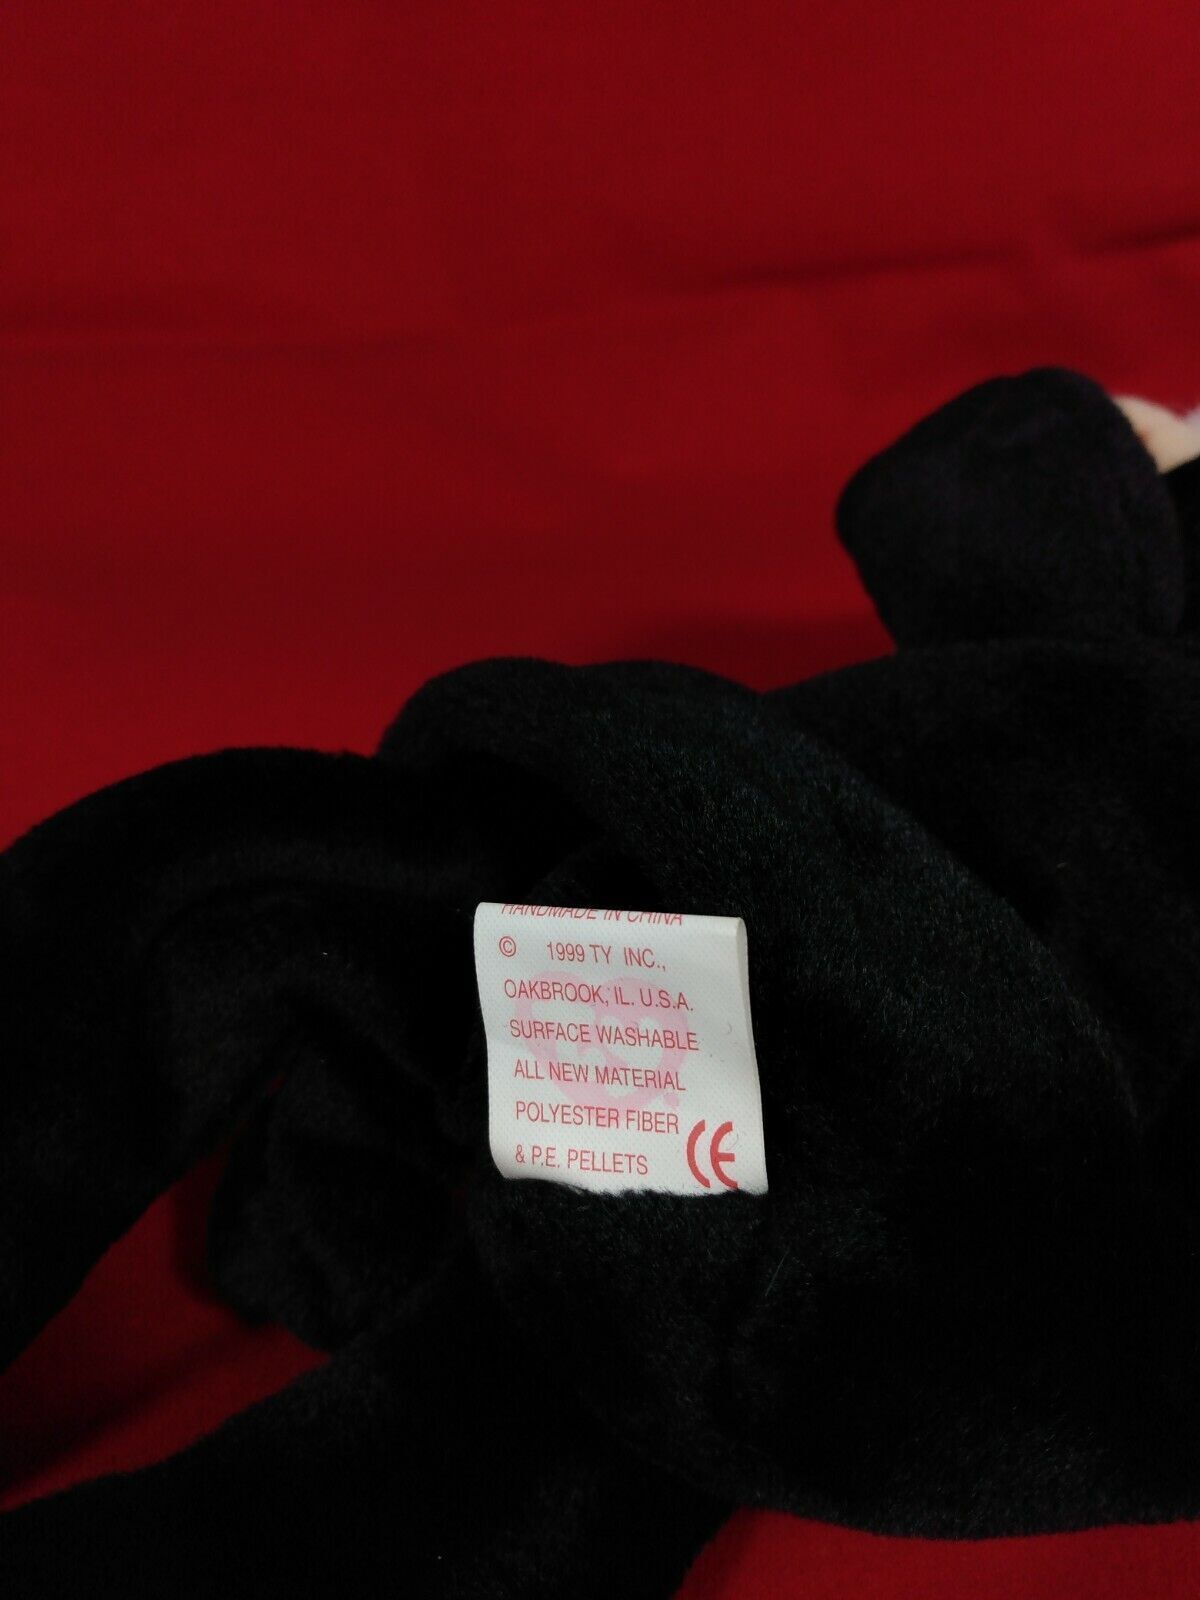 HANDMADE IN CHINA
© 1999 TY INC.,
OAKBROOK, IL. U.S.A.
SURFACE WASHABLE
ALL NEW MATERIAL
POLYESTER FIBER
& P.E. PELLETS CE